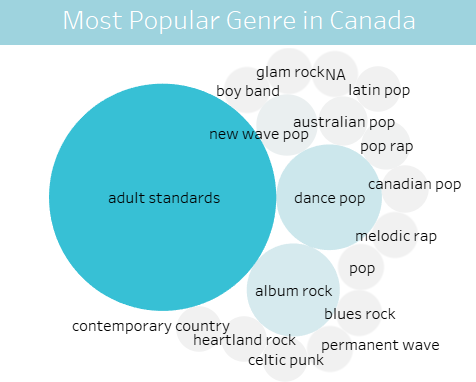 Most Popular Genre in Canada
glam rock
NA
boy band
latin pop
australian pop
new wave pop
pop rap
canadian pop
adult standards
dance pop
melodic rap
pop
album rock
blues rock
contemporary country
heartland rock
permanent wave
celtic punk